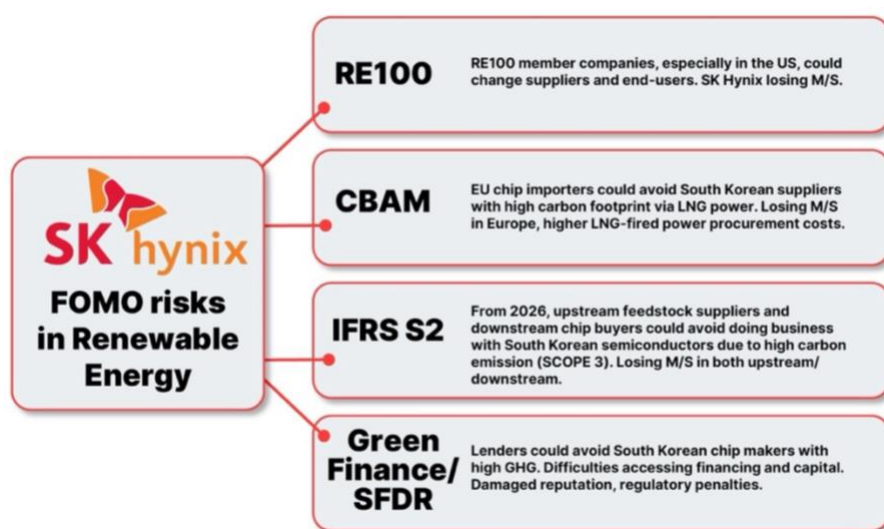 SK hynix
FOMO risks
in Renewable
Energy
RE100
RE100 member companies, especially in the US, could
change suppliers and end-users. SK Hynix losing M/S.
CBAM
EU chip importers could avoid South Korean suppliers
with high carbon footprint via LNG power. Losing M/S
in Europe, higher LNG-fired power procurement costs.
IFRS S2
From 2026, upstream feedstock suppliers and
downstream chip buyers could avoid doing business
with South Korean semiconductors due to high carbon
emission (SCOPE 3). Losing M/S in both upstream/
downstream.
Green
Finance/
SFDR
Lenders could avoid South Korean chip makers with
high GHG. Difficulties accessing financing and capital.
Damaged reputation, regulatory penalties.